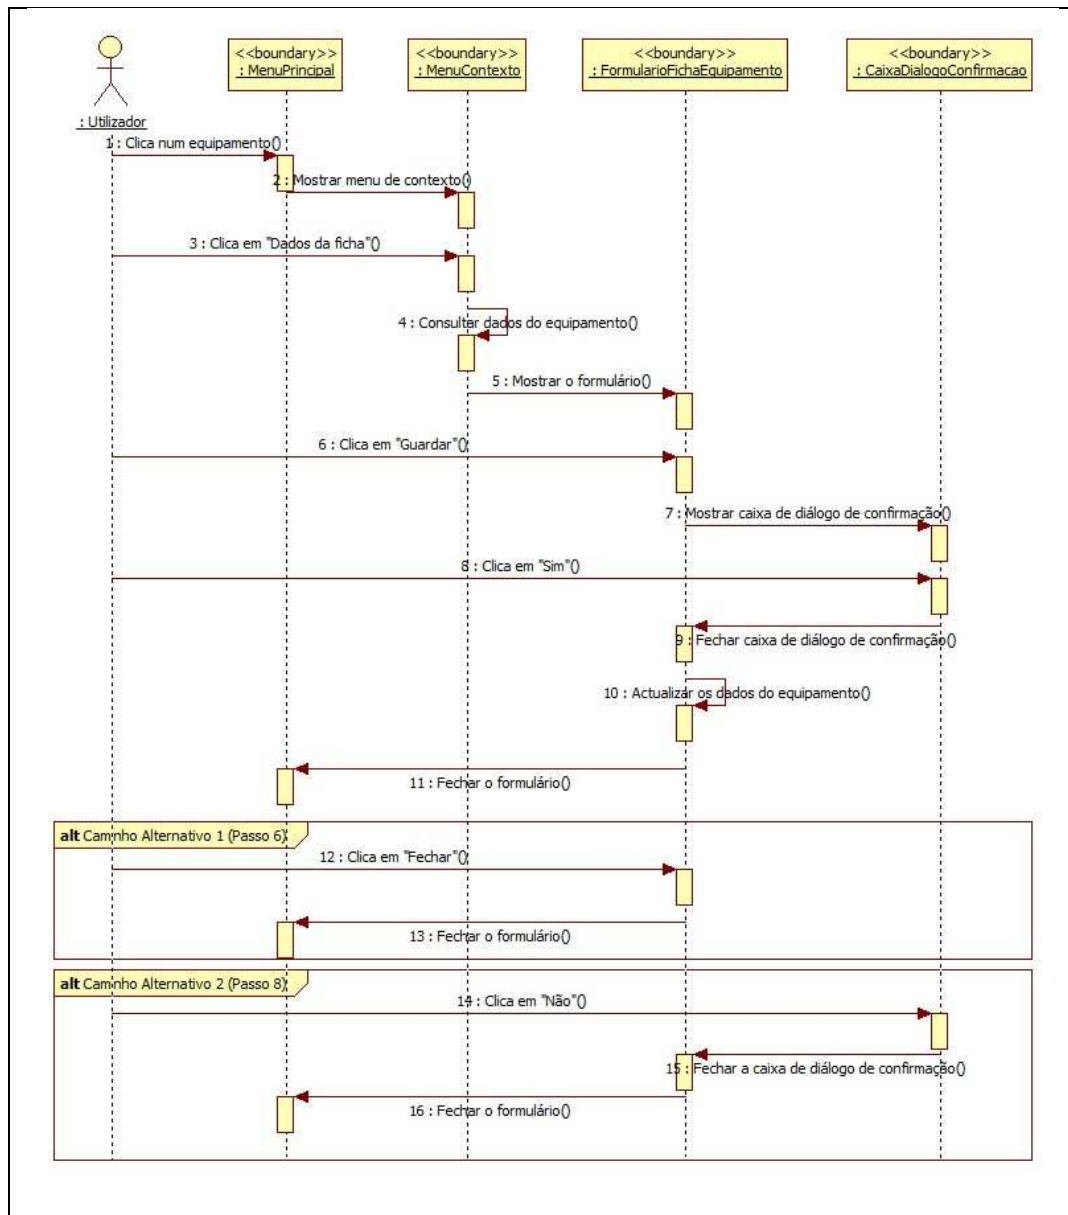 <<boundary>>
: MenuPrincipal
<<boundary>>
: MenuContexto
<<boundary>>
: FormularioFichaEquipamento
<<boundary>>
: CaixaDialogoConfirmacao
: Utilizador
1 : Clica num equipamento()
2 : Mostrar menu de contexto()
3 : Clica em "Dados da ficha"()
4 : Consultar dados do equipamento()
5 : Mostrar o formulário()
6 : Clica em "Guardar"()
7 : Mostrar caixa de diálogo de confirmação()
8 : Clica em "Sim"()
9 : Fechar caixa de diálogo de confirmação()
10 : Actualizar os dados do equipamento()
11 : Fechar o formulário()
alt Caminho Alternativo 1 (Passo 6)
12 : Clica em "Fechar"()
13 : Fechar o formulário()
alt Caminho Alternativo 2 (Passo 8)
14 : Clica em "Não"()
15 : Fechar a caixa de diálogo de confirmação()
16 : Fechar o formulário()